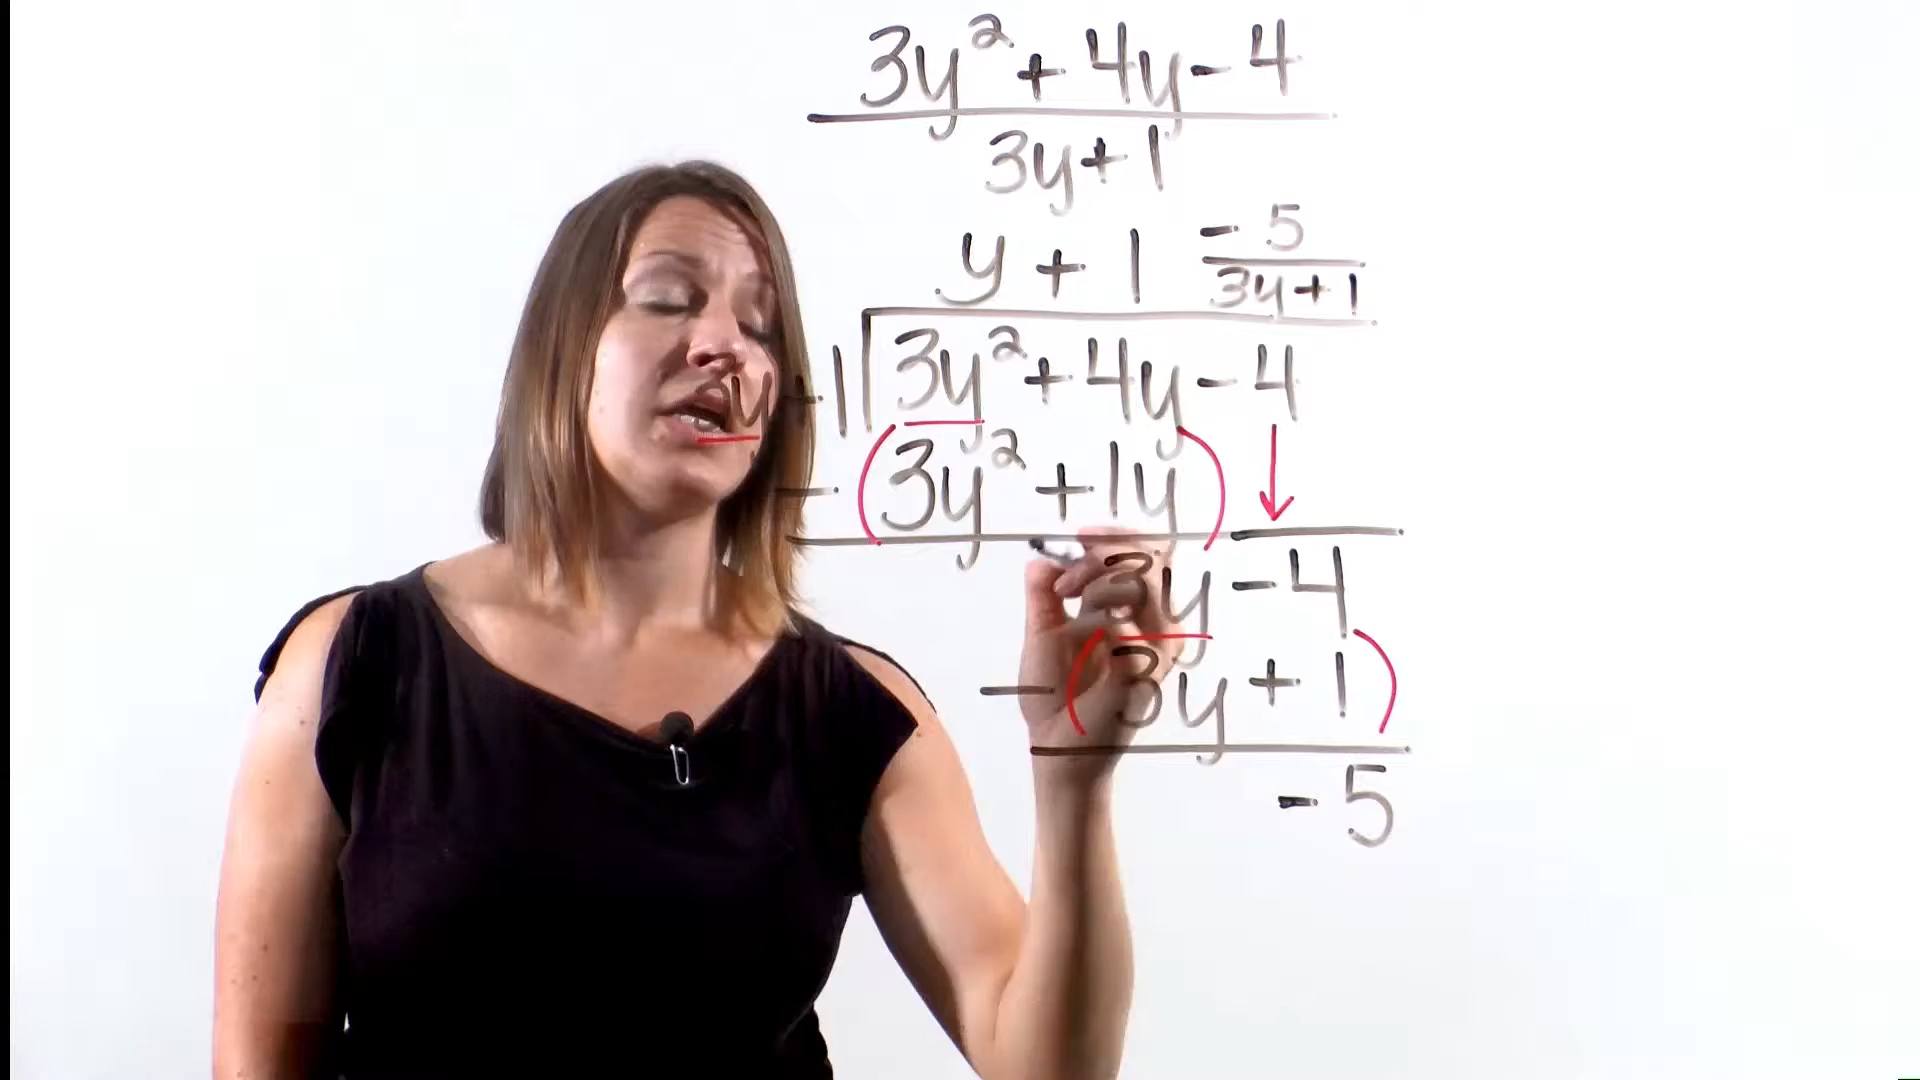 3y² + 4y - 4
3y + 1
y + 1 - 5
3y + 1
y + 1 3y² + 4y - 4
- (3y² + 1y)
3y - 4
- (3y + 1)
- 5